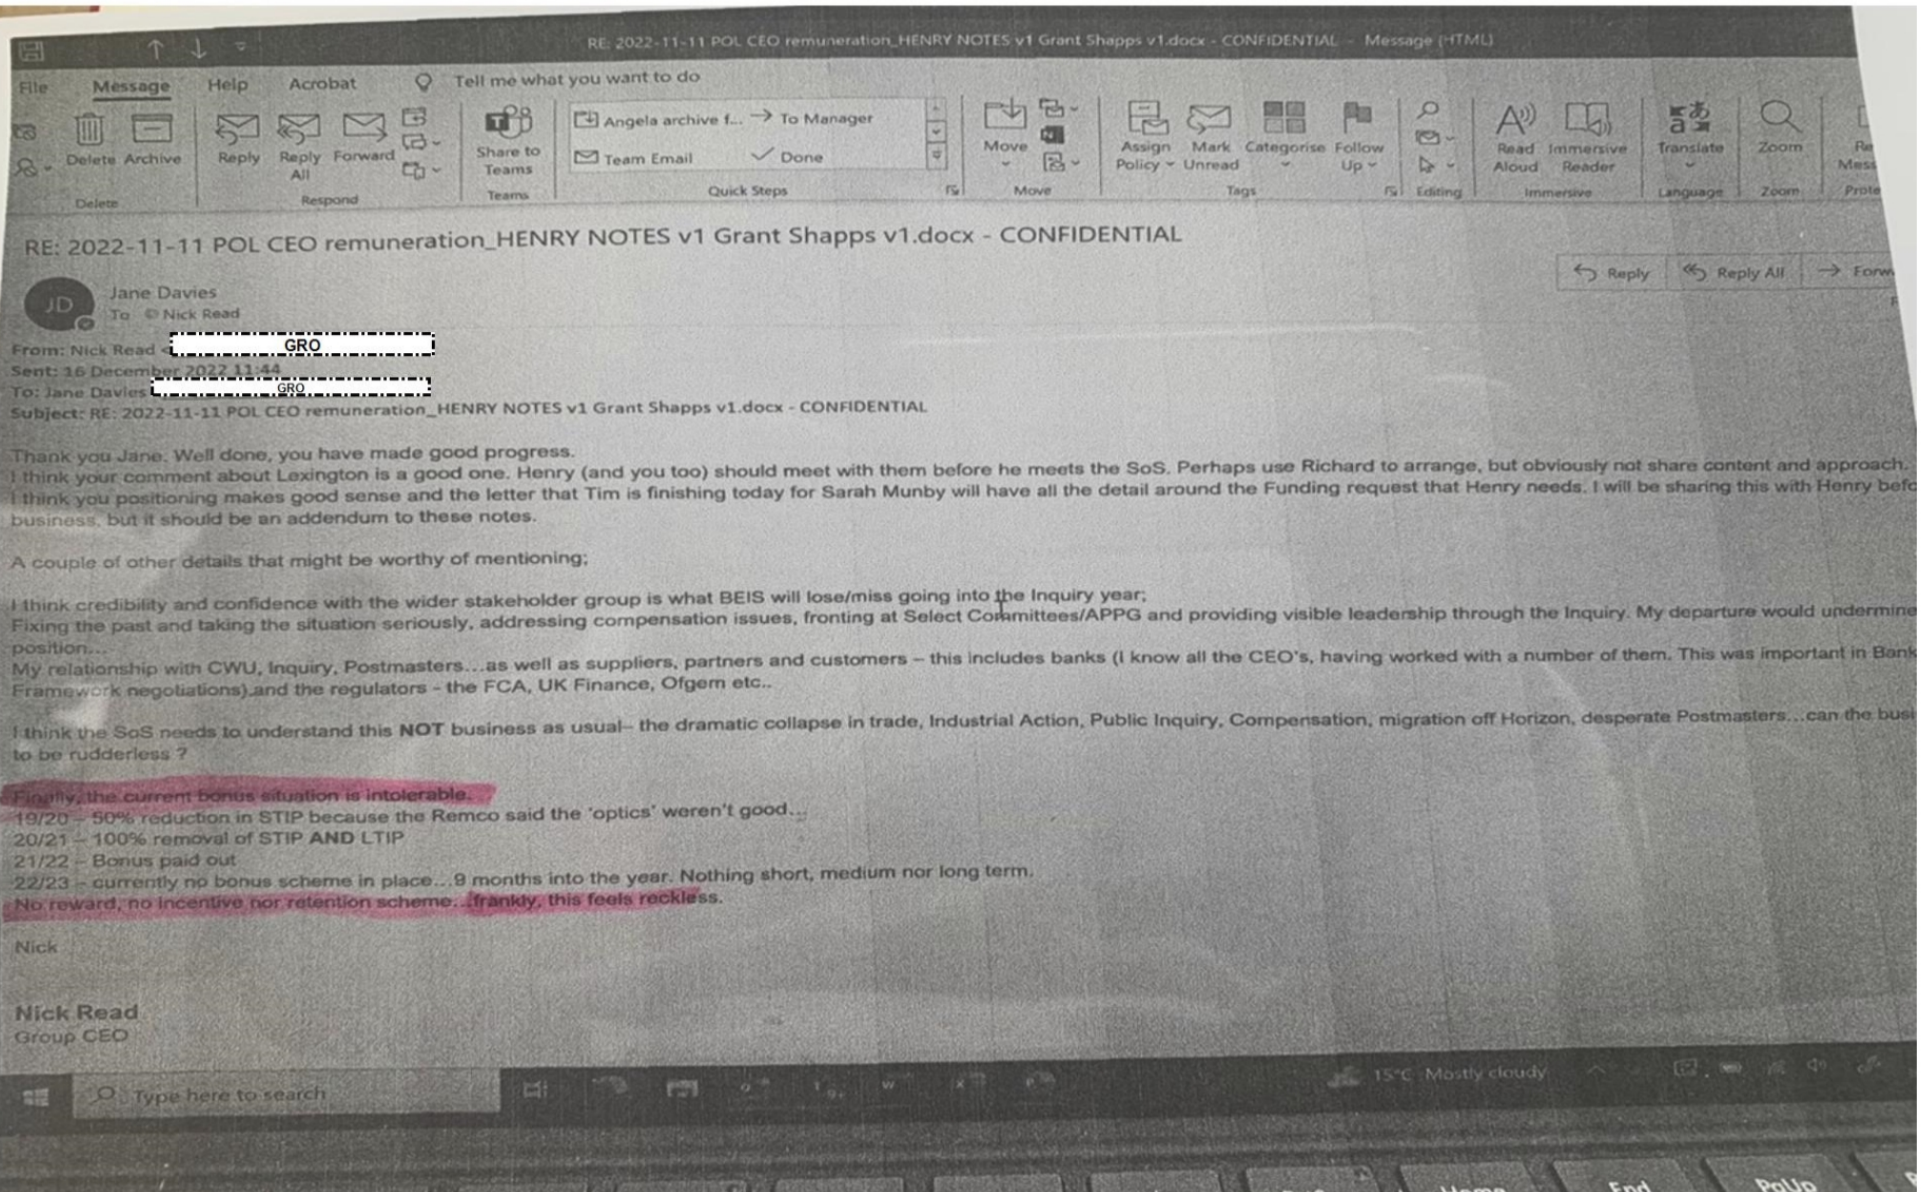 RE: 2022-11-11 POL CEO remuneration_HENRY NOTES v1 Grant Shapps v1.docx - CONFIDENTIAL - Message (HTML)
File Message Help Acrobat Tell me what you want to do
Delete Archive
Delete
Reply Reply All Forward
Respond
Share to Teams
Teams
Angela archive f... To Manager
Team Email Done
Quick Steps
Move
Move
Assign Policy Mark Unread Categorise Follow Up
Tags
Editing
Read Aloud Immersive Reader
Immersive
Translate
Language
Zoom
Zoom
Re
Mess
Prote
RE: 2022-11-11 POL CEO remuneration_HENRY NOTES v1 Grant Shapps v1.docx - CONFIDENTIAL
Reply Reply All Forw
JD
Jane Davies
To Nick Read
From: Nick Read < GRO
Sent: 16 December 2022 11:44
To: Jane Davies GRO
Subject: RE: 2022-11-11 POL CEO remuneration_HENRY NOTES v1 Grant Shapps v1.docx - CONFIDENTIAL
Thank you Jane. Well done, you have made good progress.
I think your comment about Lexington is a good one. Henry (and you too) should meet with them before he meets the SoS. Perhaps use Richard to arrange, but obviously not share content and approach.
I think you positioning makes good sense and the letter that Tim is finishing today for Sarah Munby will have all the detail around the Funding request that Henry needs. I will be sharing this with Henry befo
business, but it should be an addendum to these notes.
A couple of other details that might be worthy of mentioning;
I think credibility and confidence with the wider stakeholder group is what BEIS will lose/miss going into the Inquiry year;
Fixing the past and taking the situation seriously, addressing compensation issues, fronting at Select Committees/APPG and providing visible leadership through the Inquiry. My departure would undermine
position...
My relationship with CWU, Inquiry, Postmasters...as well as suppliers, partners and customers – this includes banks (I know all the CEO's, having worked with a number of them. This was important in Bank
Framework negotiations).and the regulators - the FCA, UK Finance, Ofgem etc..
I think the SoS needs to understand this NOT business as usual– the dramatic collapse in trade, Industrial Action, Public Inquiry, Compensation, migration off Horizon, desperate Postmasters...can the busi
to be rudderless ?
Finally, the current bonus situation is intolerable.
19/20 – 50% reduction in STIP because the Remco said the 'optics' weren't good...
20/21 – 100% removal of STIP AND LTIP
21/22 – Bonus paid out
22/23 – currently no bonus scheme in place...9 months into the year. Nothing short, medium nor long term.
No reward, no incentive nor retention scheme...frankly, this feels reckless.
Nick
Nick Read
Group CEO
Type here to search
15°C Mostly cloudy
Home End PgUp